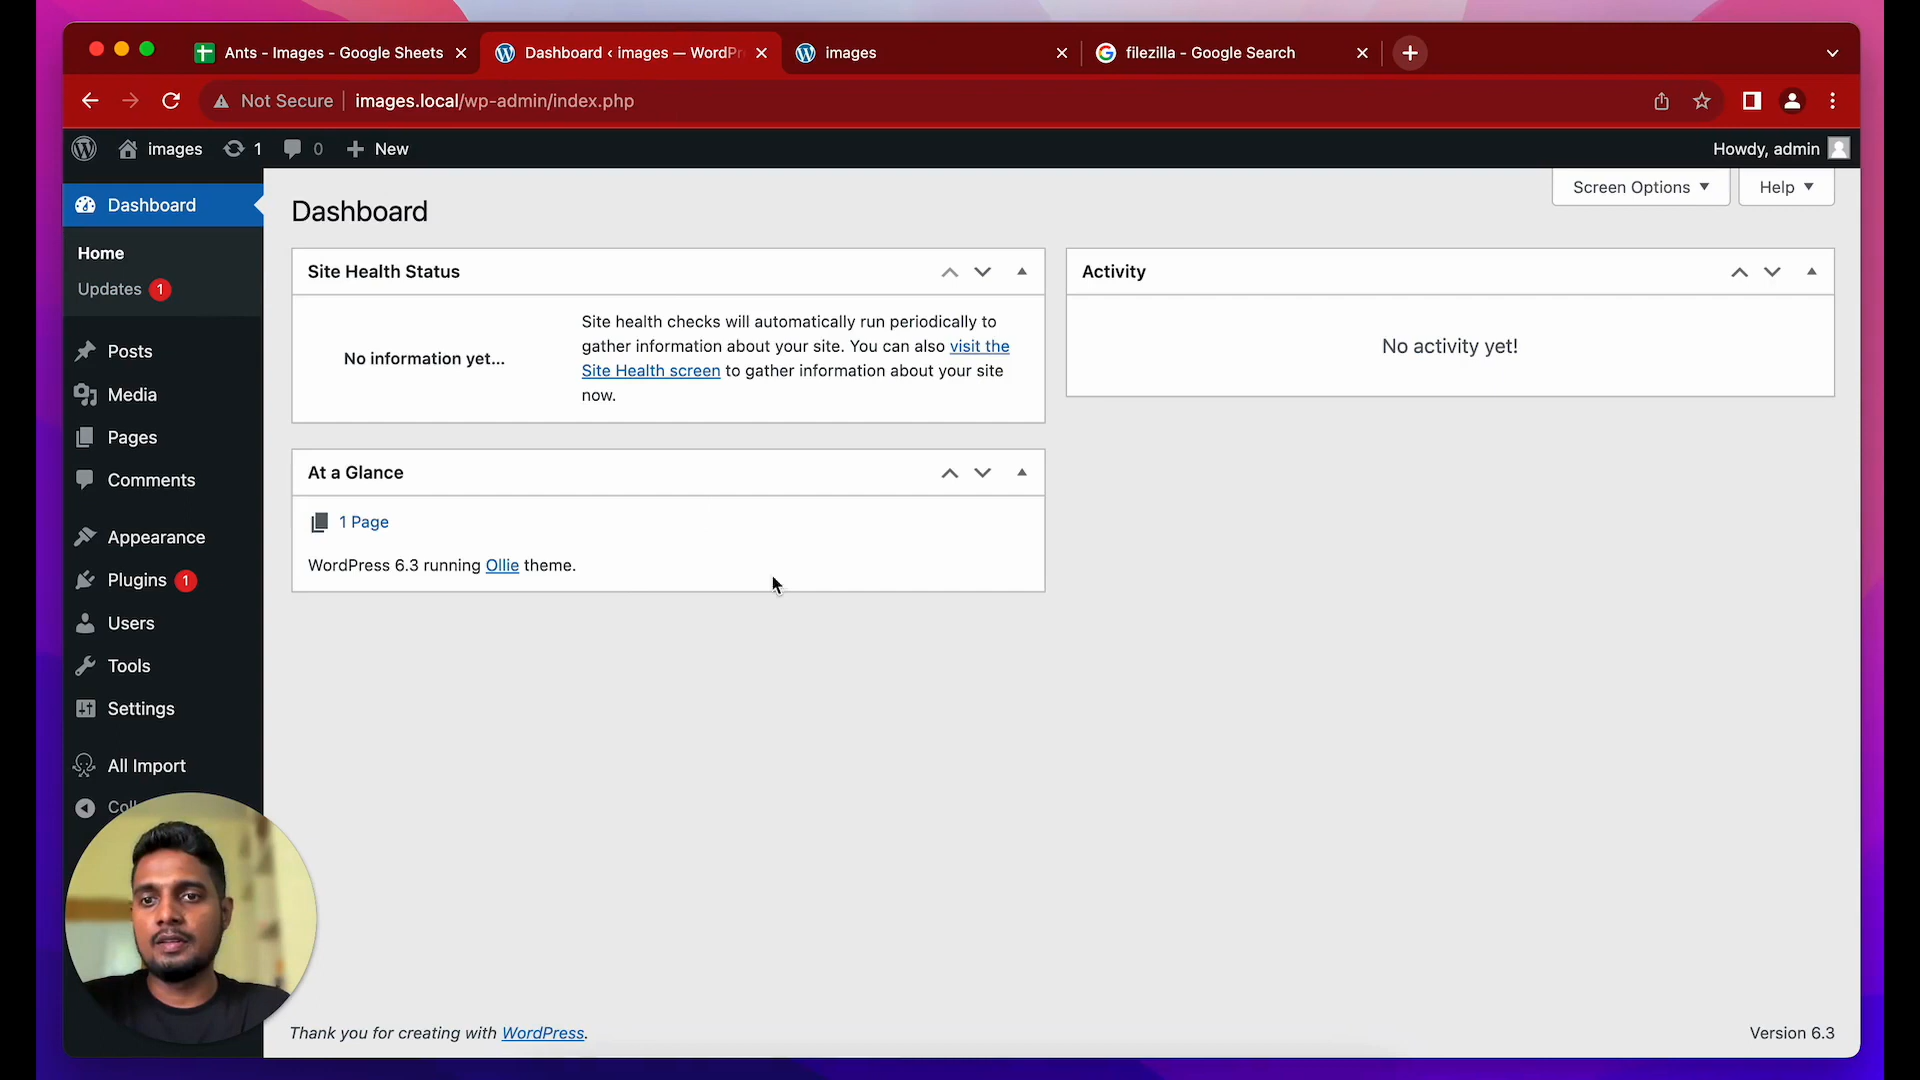 Ants - Images - Google Sheets
Dashboard ‹ images — WordPr
images
filezilla - Google Search
Not Secure
images.local/wp-admin/index.php
images
1
0
New
Howdy, admin
Screen Options
Help
Dashboard
Home
Updates 1
Posts
Media
Pages
Comments
Appearance
Plugins 1
Users
Tools
Settings
All Import
Dashboard
Site Health Status
No information yet...
Site health checks will automatically run periodically to
gather information about your site. You can also visit the
Site Health screen to gather information about your site
now.
At a Glance
1 Page
WordPress 6.3 running Ollie theme.
Activity
No activity yet!
Thank you for creating with WordPress.
Version 6.3